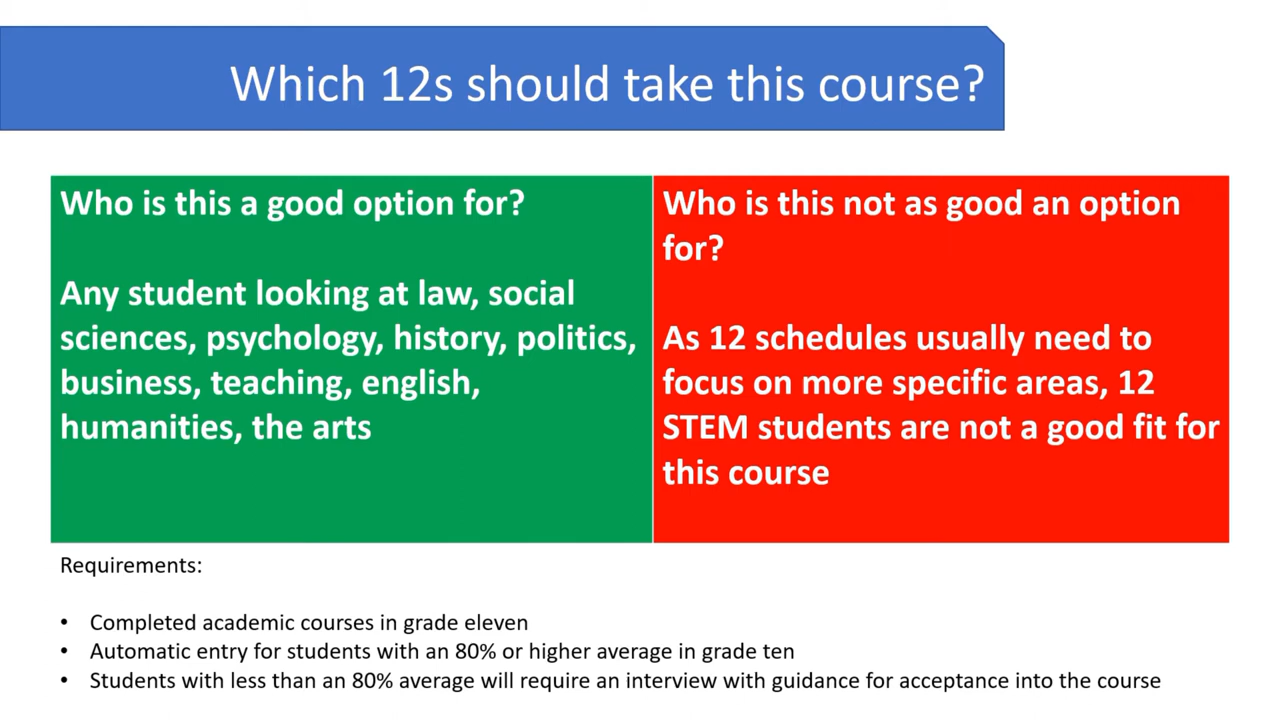 Which 12s should take this course?
Who is this a good option for?
Any student looking at law, social
sciences, psychology, history, politics,
business, teaching, english,
humanities, the arts
Who is this not as good an option
for?
As 12 schedules usually need to
focus on more specific areas, 12
STEM students are not a good fit for
this course
Requirements:
• Completed academic courses in grade eleven
• Automatic entry for students with an 80% or higher average in grade ten
• Students with less than an 80% average will require an interview with guidance for acceptance into the course